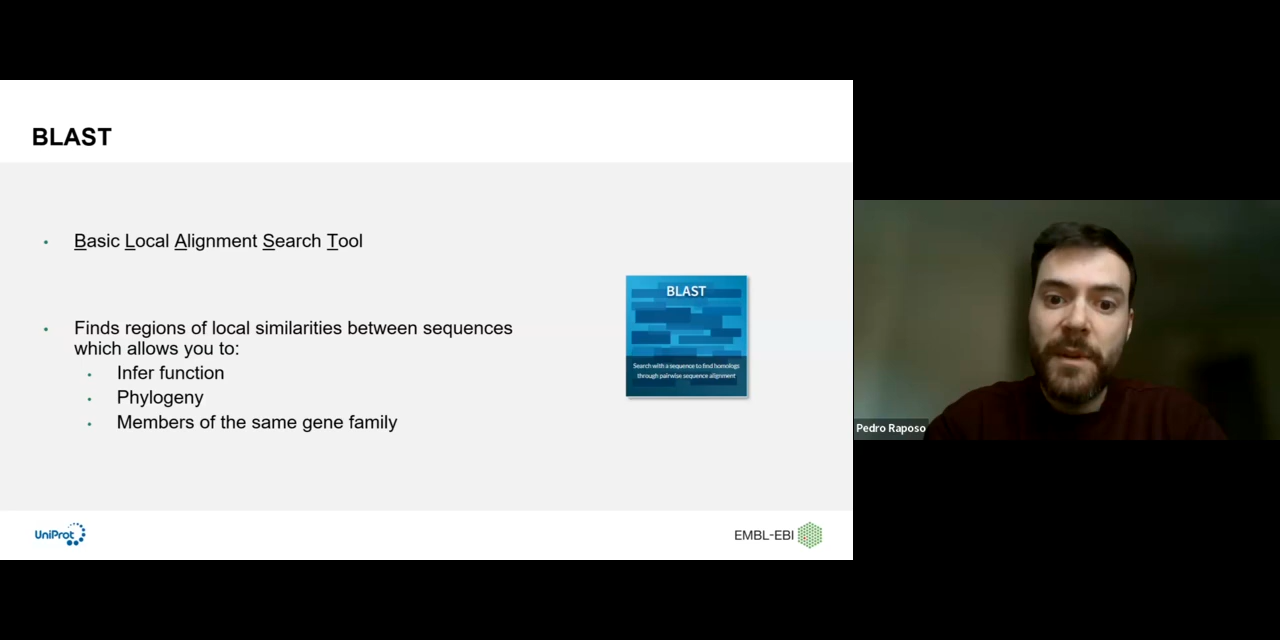 BLAST
Basic Local Alignment Search Tool
Finds regions of local similarities between sequences
which allows you to:
Infer function
Phylogeny
Members of the same gene family
BLAST
Search with a sequence to find homologs
through pairwise sequence alignment
UniProt
EMBL-EBI
Pedro Raposo